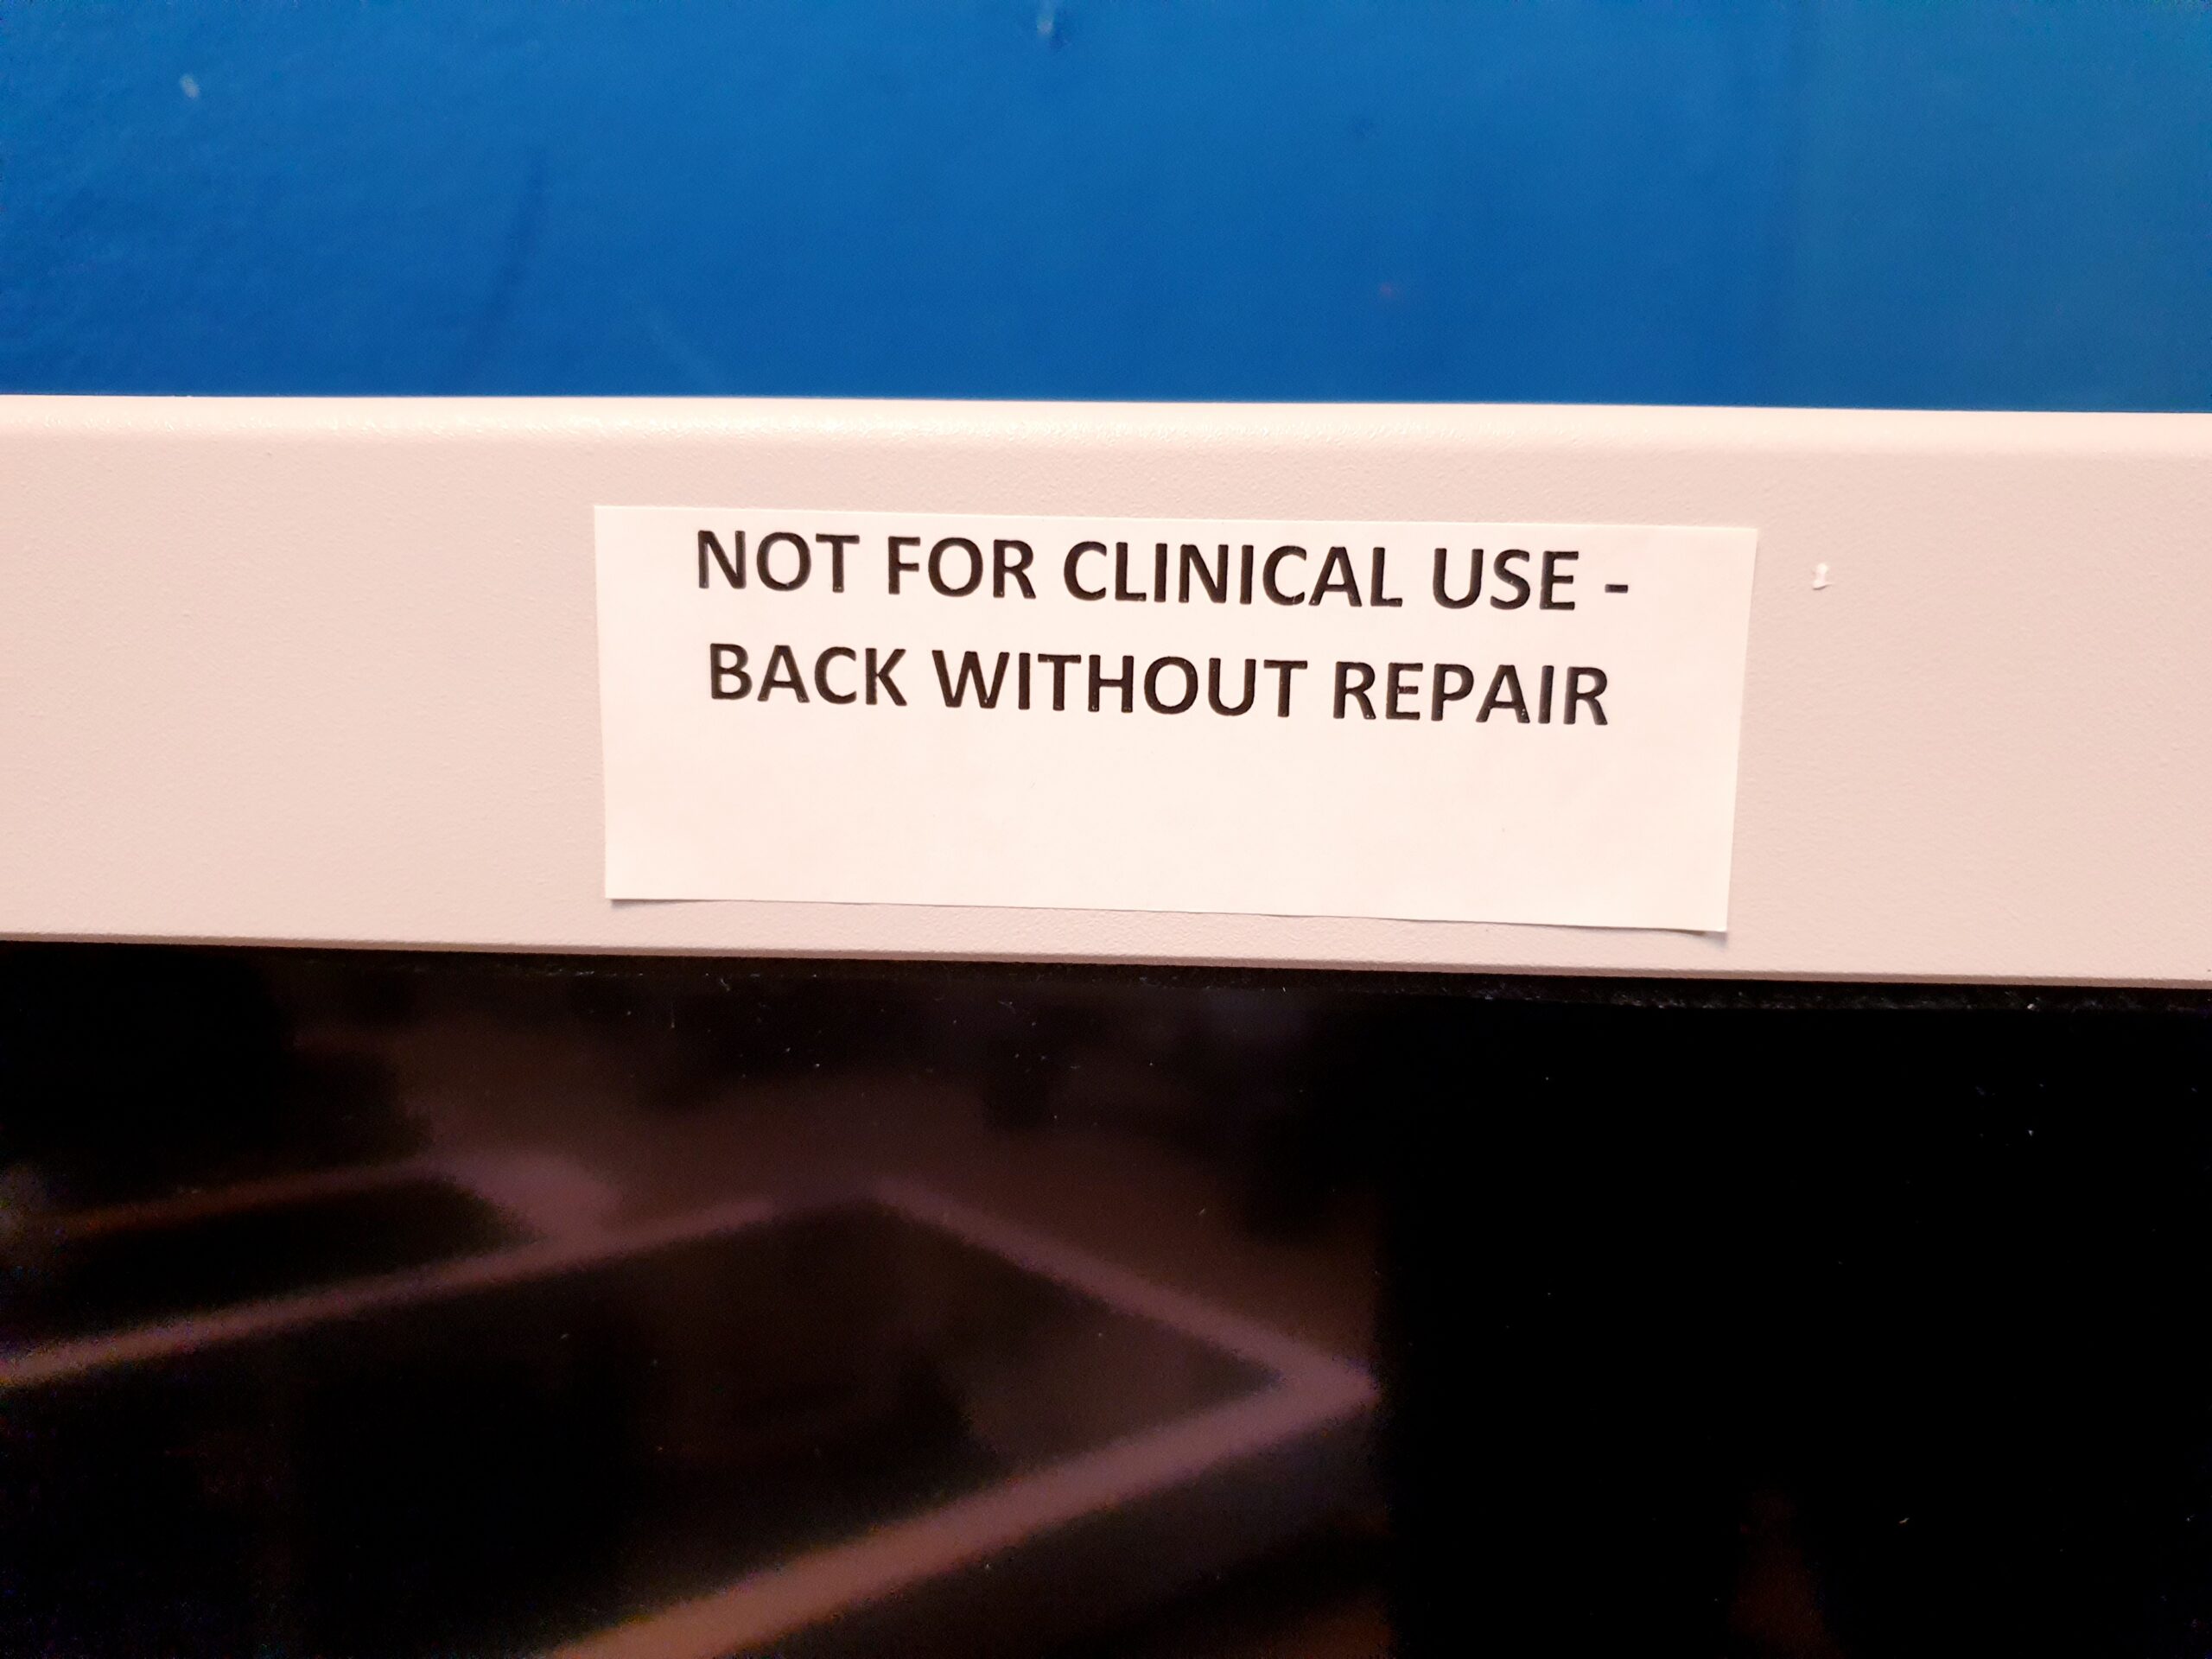 NOT FOR CLINICAL USE -
BACK WITHOUT REPAIR